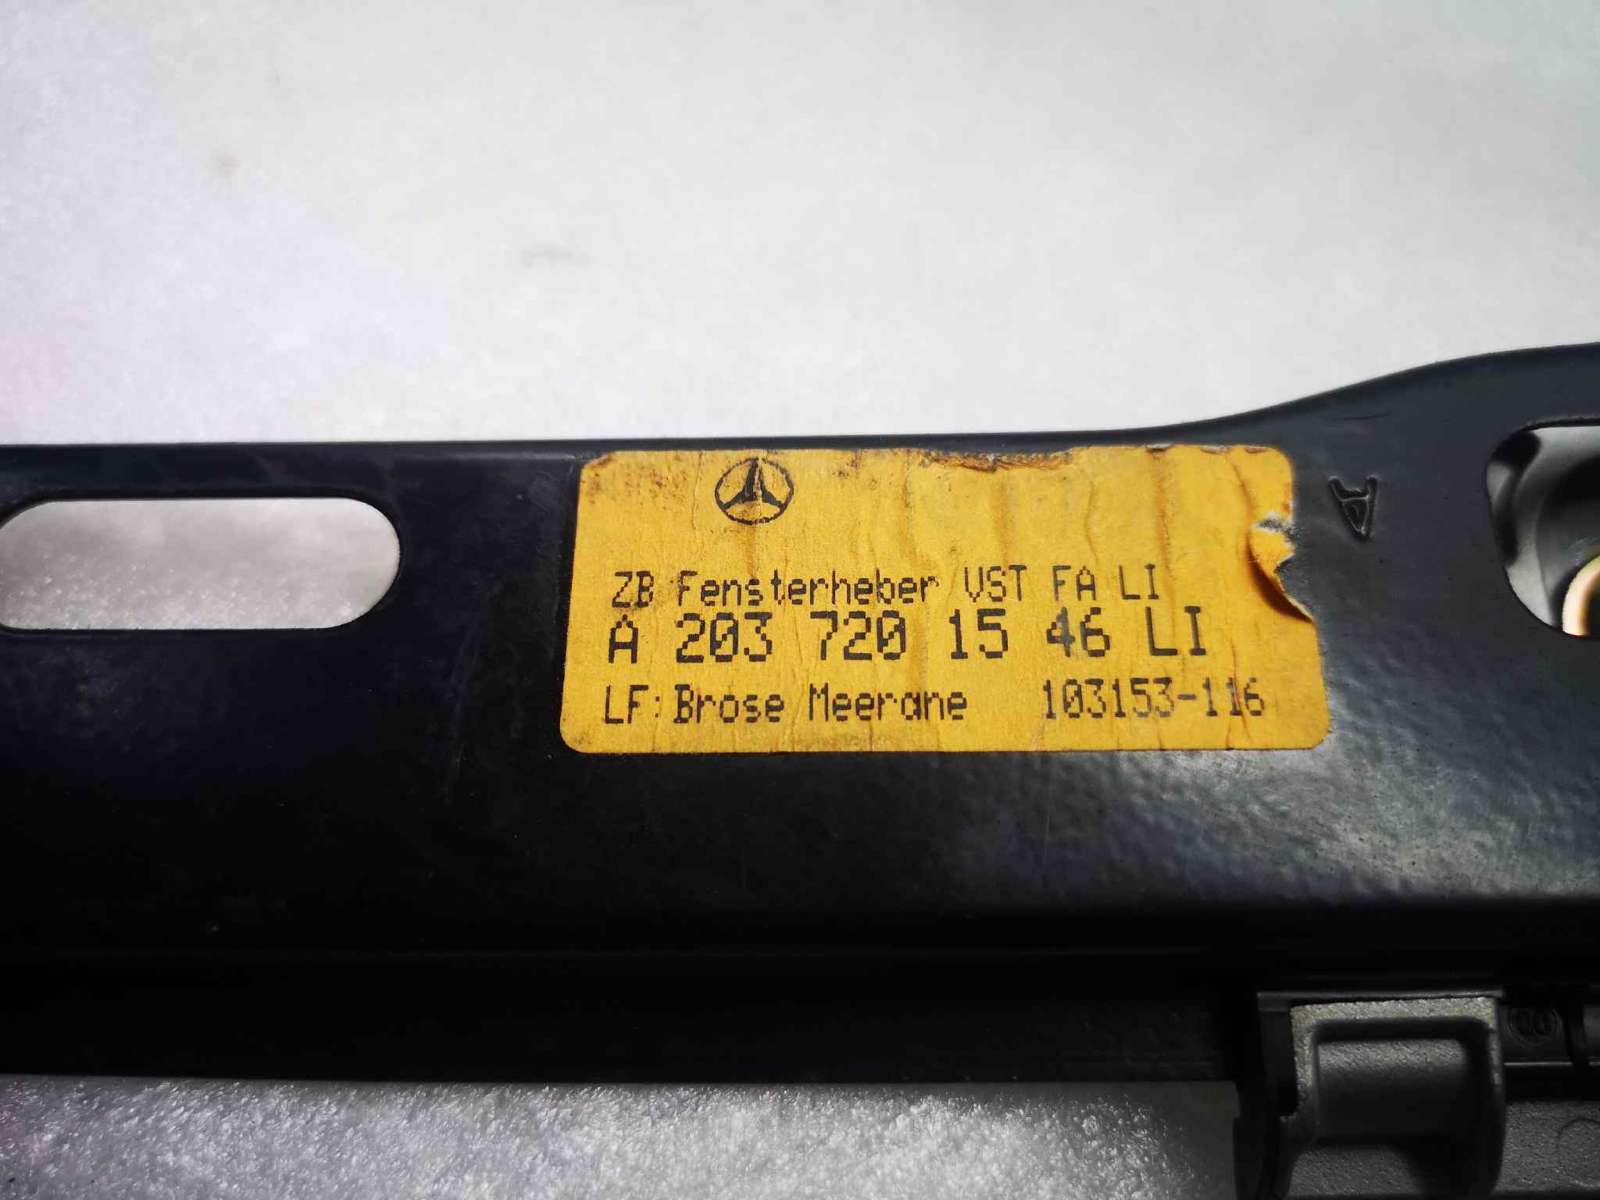 ZB Fensterheber VST FA LI
A 203 720 15 46 LI
LF: Brose Meerane 103153-116
A